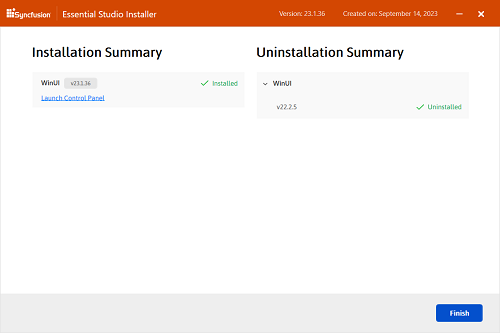 Syncfusion Essential Studio Installer Version: 23.1.36 Created on: September 14, 2023
Installation Summary
WinUI v23.1.36 Installed
Launch Control Panel
Uninstallation Summary
WinUI
v22.2.5 Uninstalled
Finish